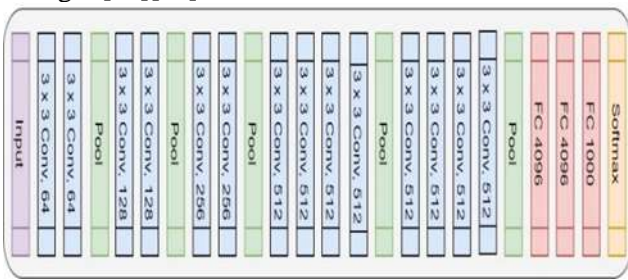 Input
3 x 3 Conv, 64
3 x 3 Conv, 64
Pool
3 x 3 Conv, 128
3 x 3 Conv, 128
Pool
3 x 3 Conv, 256
3 x 3 Conv, 256
Pool
3 x 3 Conv, 512
3 x 3 Conv, 512
3 x 3 Conv, 512
3 x 3 Conv, 512
Pool
3 x 3 Conv, 512
3 x 3 Conv, 512
3 x 3 Conv, 512
3 x 3 Conv, 512
Pool
FC 4096
FC 4096
FC 1000
Softmax